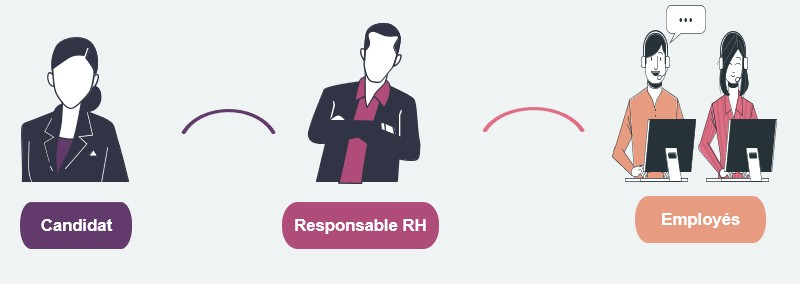 Candidat
Responsable RH
Employés